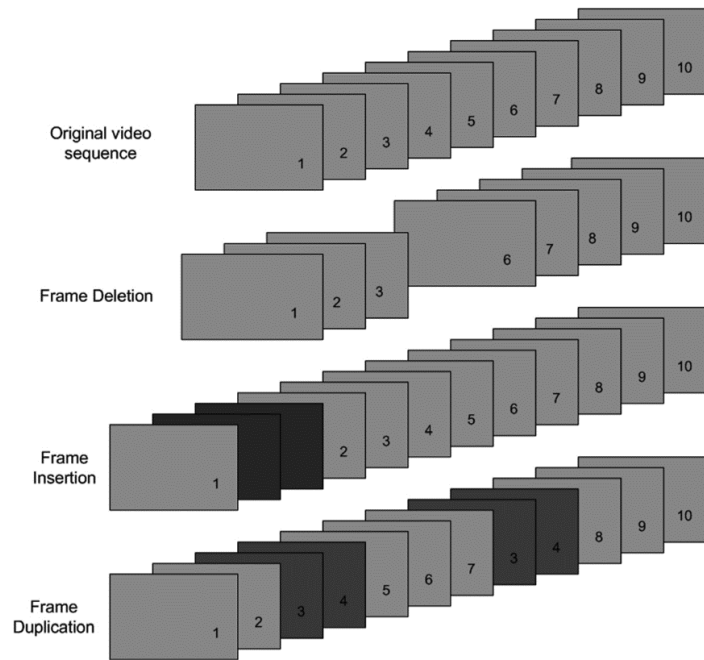 Original video
sequence
1 2 3 4 5 6 7 8 9 10
Frame Deletion
1 2 3 6 7 8 9 10
Frame
Insertion
1 2 3 4 5 6 7 8 9 10
Frame
Duplication
1 2 3 4 5 6 7 3 4 8 9 10